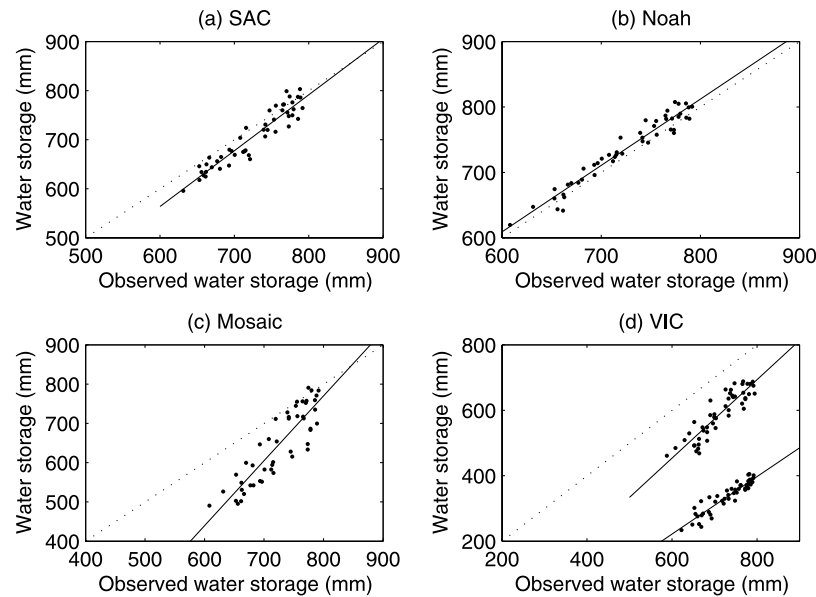 (a) SAC
900
800
700
600
500
500 600 700 800 900
Water storage (mm)
Observed water storage (mm)
(b) Noah
900
800
700
600
600 700 800 900
Water storage (mm)
Observed water storage (mm)
(c) Mosaic
900
800
700
600
500
400
400 500 600 700 800 900
Water storage (mm)
Observed water storage (mm)
(d) VIC
800
600
400
200
200 400 600 800
Water storage (mm)
Observed water storage (mm)